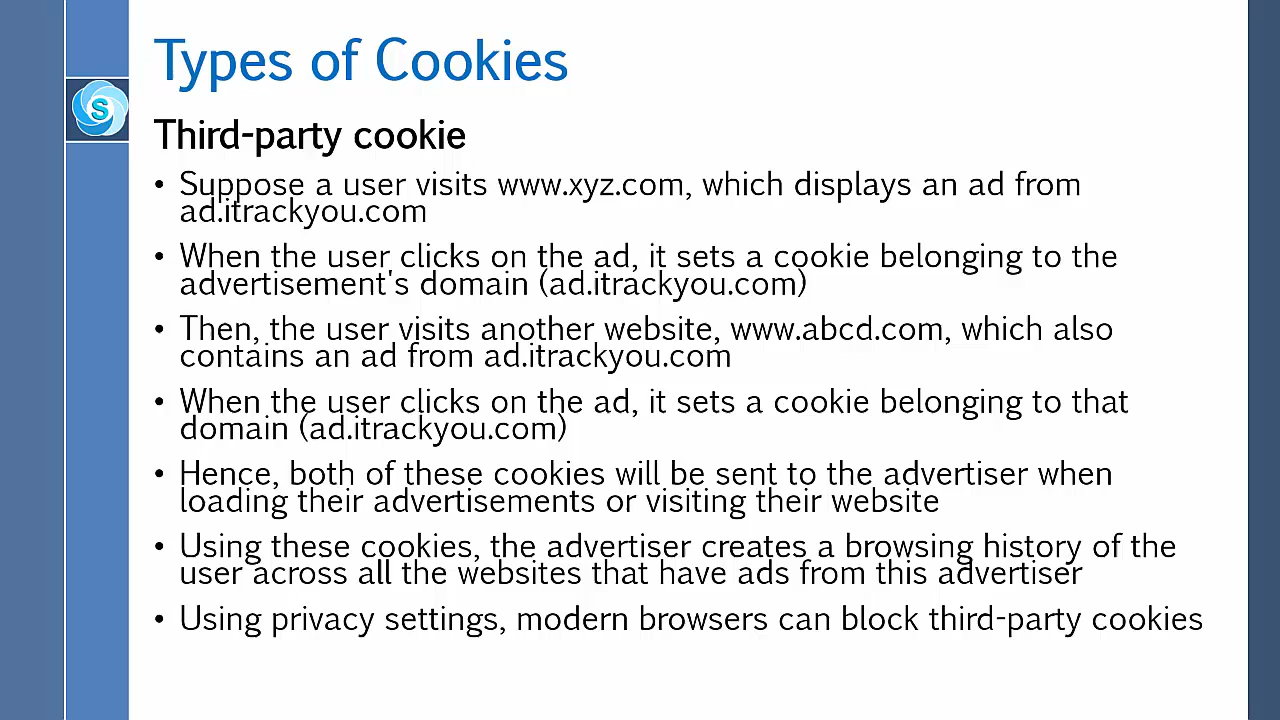 Types of Cookies
S
Third-party cookie
• Suppose a user visits www.xyz.com, which displays an ad from
ad.itrackyou.com
• When the user clicks on the ad, it sets a cookie belonging to the
advertisement's domain (ad.itrackyou.com)
• Then, the user visits another website, www.abcd.com, which also
contains an ad from ad.itrackyou.com
• When the user clicks on the ad, it sets a cookie belonging to that
domain (ad.itrackyou.com)
• Hence, both of these cookies will be sent to the advertiser when
loading their advertisements or visiting their website
• Using these cookies, the advertiser creates a browsing history of the
user across all the websites that have ads from this advertiser
• Using privacy settings, modern browsers can block third-party cookies